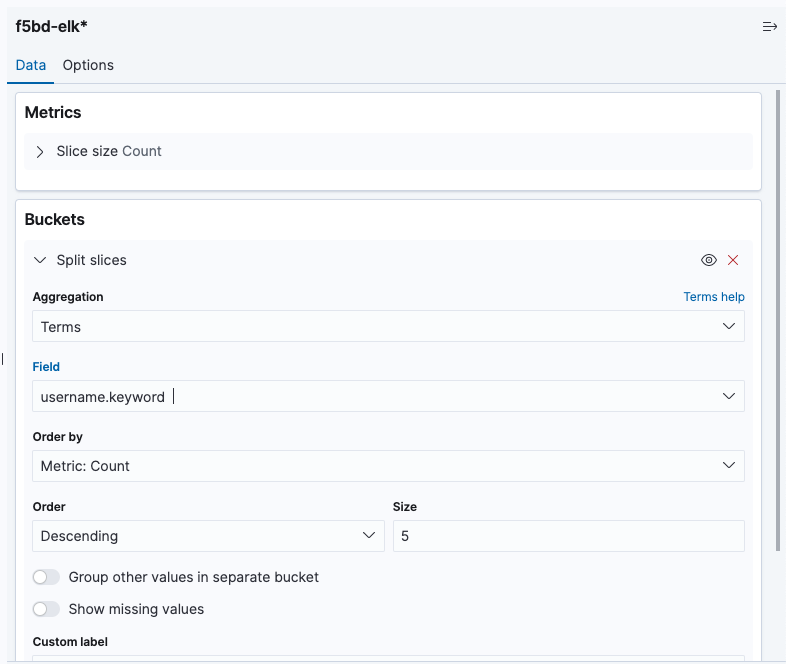 f5bd-elk*
Data Options
Metrics
Slice size Count
Buckets
Split slices
Aggregation Terms help
Terms
Field
username.keyword
Order by
Metric: Count
Order Size
Descending 5
Group other values in separate bucket
Show missing values
Custom label